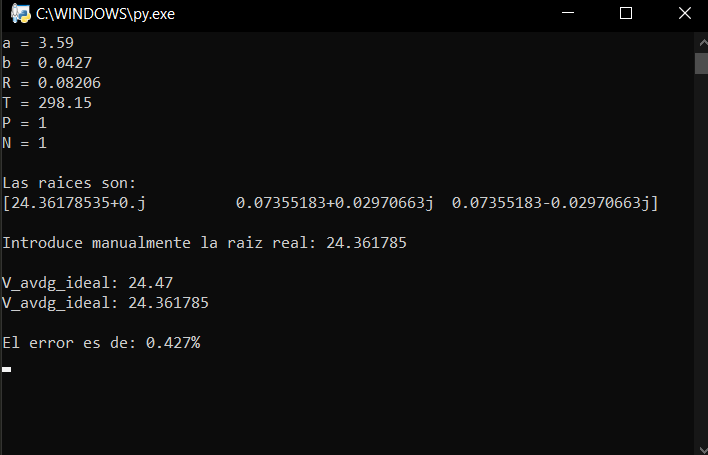 C:\WINDOWS\py.exe
a = 3.59
b = 0.0427
R = 0.08206
T = 298.15
P = 1
N = 1
Las raices son:
[24.36178535+0.j          0.07355183+0.02970663j  0.07355183-0.02970663j]
Introduce manualmente la raiz real: 24.361785
V_avdg_ideal: 24.47
V_avdg_ideal: 24.361785
El error es de: 0.427%